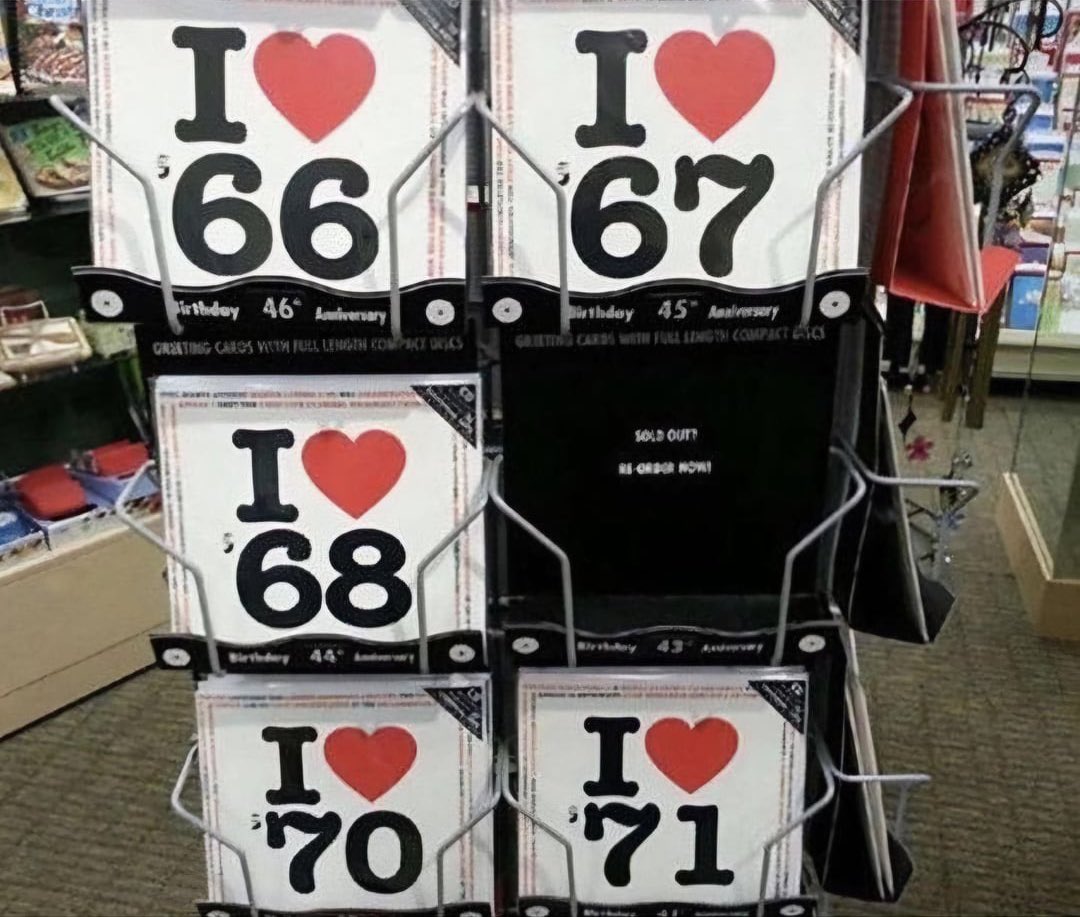 I ❤
'66
Birthday 46th Anniversary
I ❤
'67
Birthday 45th Anniversary
GREETING CARDS WITH FULL LENGTH COMPACT DISCS
GREETING CARDS WITH FULL LENGTH COMPACT DISCS
I ❤
'68
Birthday 44th Anniversary
SOLD OUT?
RE-ORDER NOW!
Birthday 43rd Anniversary
I ❤
'70
I ❤
'71